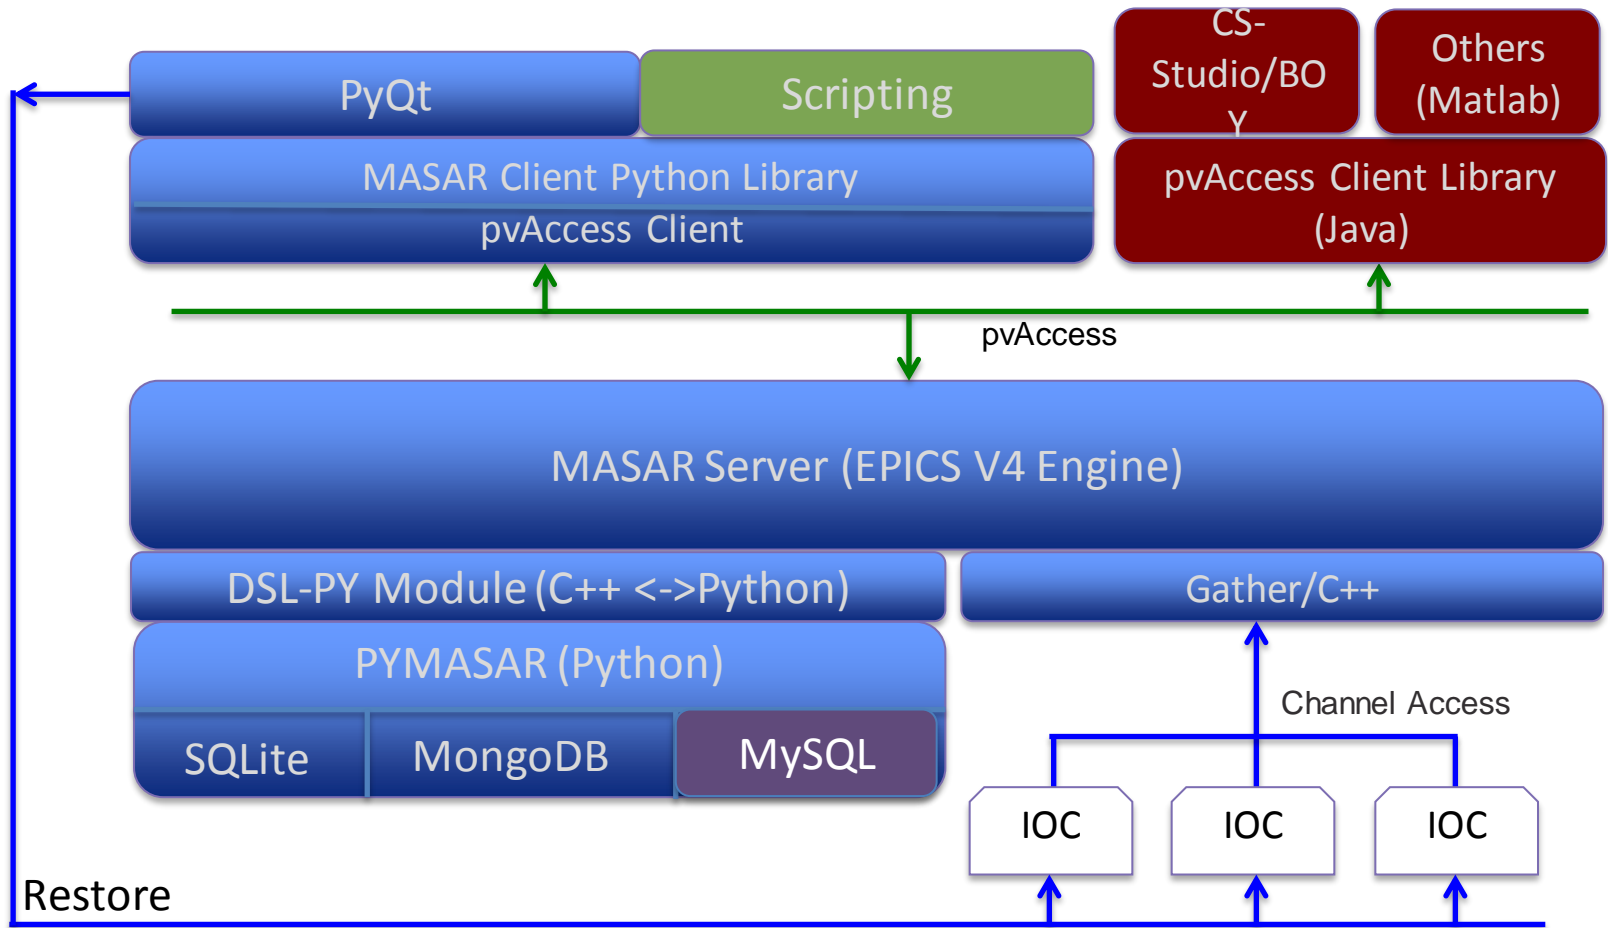 PyQt
Scripting
CS-
Studio/BO
Y
Others
(Matlab)
MASAR Client Python Library
pvAccess Client
pvAccess Client Library
(Java)
pvAccess
MASAR Server (EPICS V4 Engine)
DSL-PY Module (C++ <->Python)
Gather/C++
PYMASAR (Python)
Channel Access
SQLite
MongoDB
MySQL
IOC
IOC
IOC
Restore